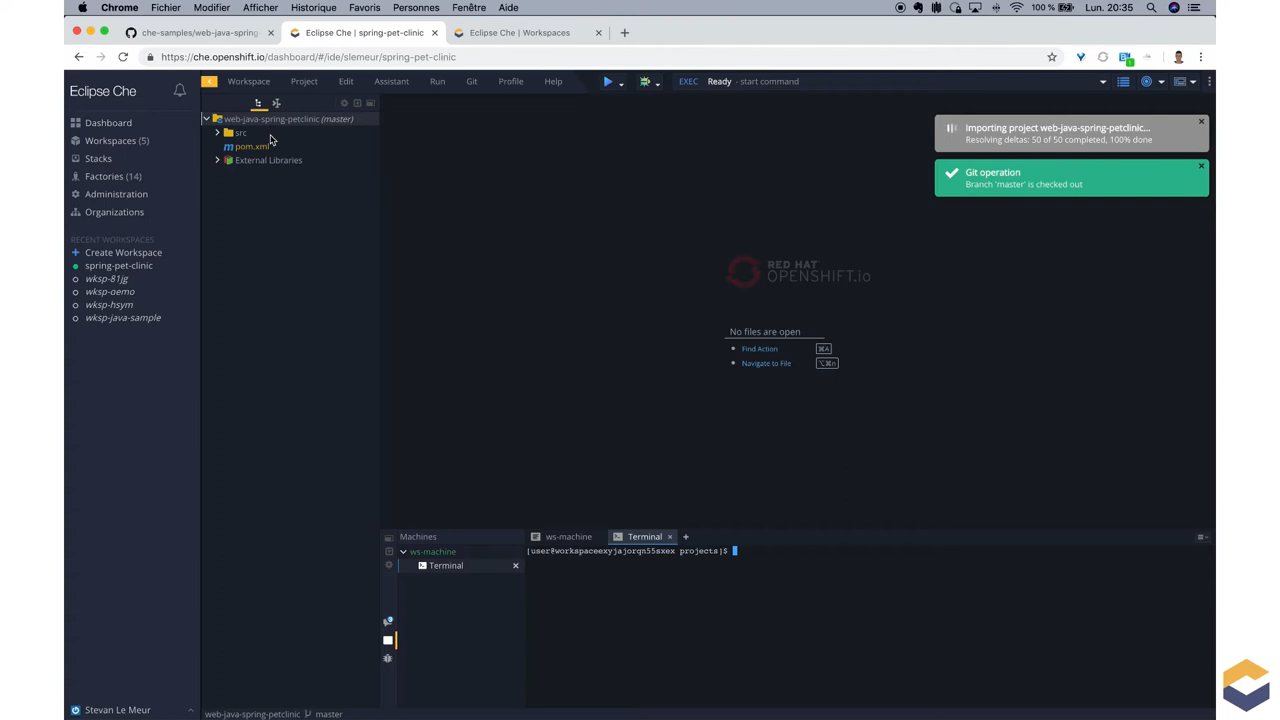 Chrome Fichier Modifier Afficher Historique Favoris Personnes Fenêtre Aide 100 % Lun. 20:35
che-samples/web-java-spring- × Eclipse Che | spring-pet-clinic × Eclipse Che | Workspaces ×
https://che.openshift.io/dashboard/#/ide/slemeur/spring-pet-clinic
Eclipse Che
Workspace Project Edit Assistant Run Git Profile Help EXEC Ready - start command
Dashboard
Workspaces (5)
Stacks
Factories (14)
Administration
Organizations
RECENT WORKSPACES
Create Workspace
spring-pet-clinic
wksp-81jg
wksp-oemo
wksp-hsym
wksp-java-sample
Stevan Le Meur
web-java-spring-petclinic (master)
src
pom.xml
External Libraries
Importing project web-java-spring-petclinic...
Resolving deltas: 50 of 50 completed, 100% done
Git operation
Branch 'master' is checked out
RED HAT
OPENSHIFT.io
No files are open
Find Action ⌘A
Navigate to File ⌥⌘n
Machines
ws-machine
Terminal
ws-machine Terminal
[user@workspaceexyjajorqn55sxex projects]$
web-java-spring-petclinic master